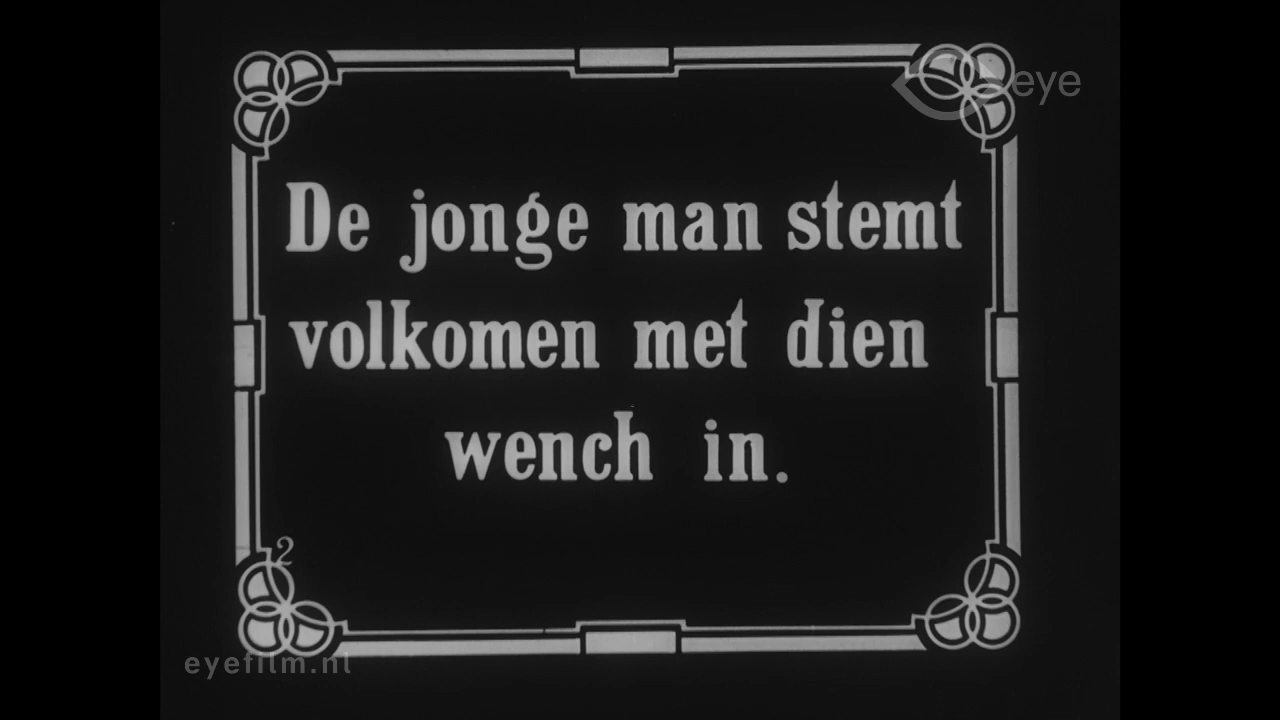 eye
De jonge man stemt
volkomen met dien
wench in.
2
eyefilm.nl